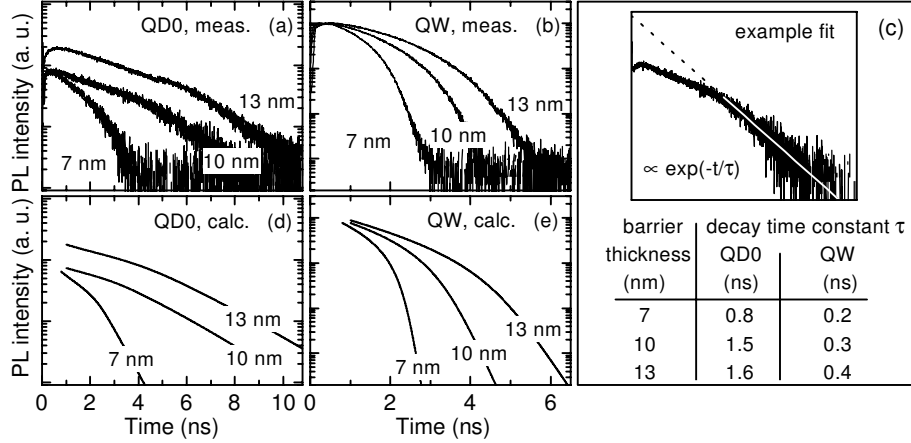 PL intensity (a. u.)
QD0, meas. (a)
13 nm
10 nm
7 nm
QW, meas. (b)
13 nm
10 nm
7 nm
PL intensity (a. u.)
QD0, calc. (d)
13 nm
10 nm
7 nm
0 2 4 6 8 10
Time (ns)
QW, calc. (e)
13 nm
10 nm
7 nm
0 2 4 6
Time (ns)
(c)
example fit
∝ exp(-t/τ)
barrier decay time constant τ
thickness QD0 QW
(nm) (ns) (ns)
7 0.8 0.2
10 1.5 0.3
13 1.6 0.4